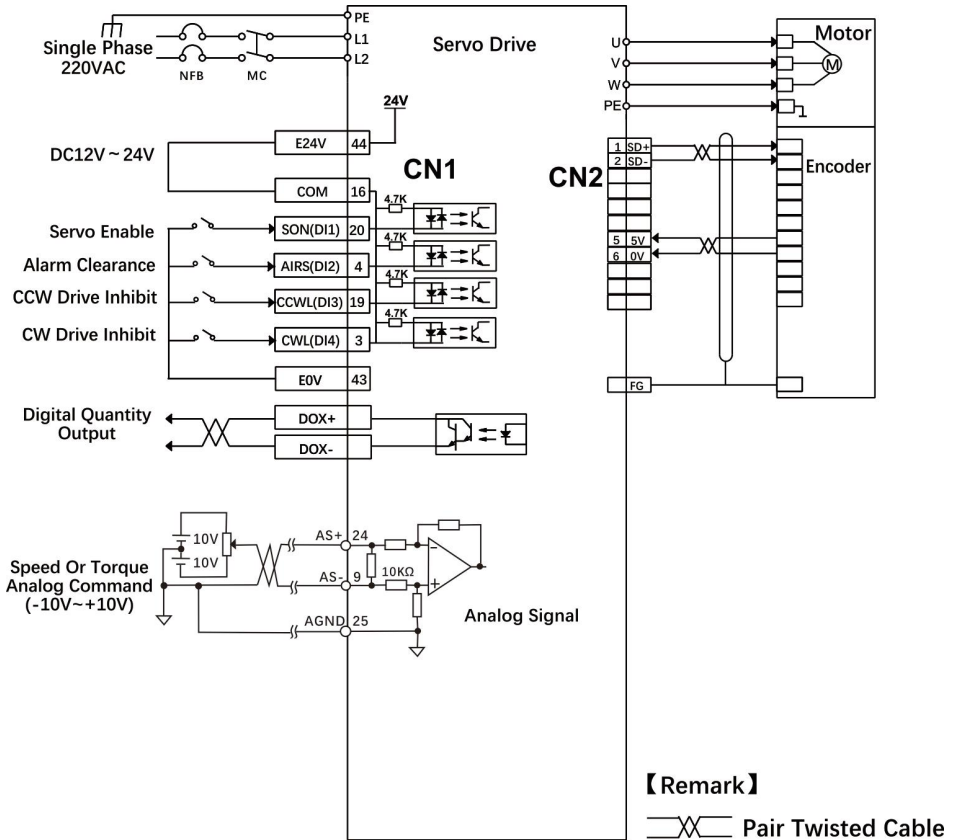 PE
Single Phase
220VAC
NFB
MC
L1
L2
Servo Drive
U
V
W
PE
Motor
M
24V
DC12V~24V
E24V 44
COM 16
CN1
4.7K
Servo Enable
SON(DI1) 20
4.7K
Alarm Clearance
AIRS(DI2) 4
4.7K
CCW Drive Inhibit
CCWL(DI3) 19
4.7K
CW Drive Inhibit
CWL(DI4) 3
E0V 43
Digital Quantity
Output
DOX+
DOX-
CN2
1 SD+
2 SD-
5 5V
6 0V
FG
Encoder
Speed Or Torque
Analog Command
(-10V~+10V)
10V
10V
AS+ 24
AS- 9
10KΩ
AGND 25
-
+
Analog Signal
【Remark】
Pair Twisted Cable